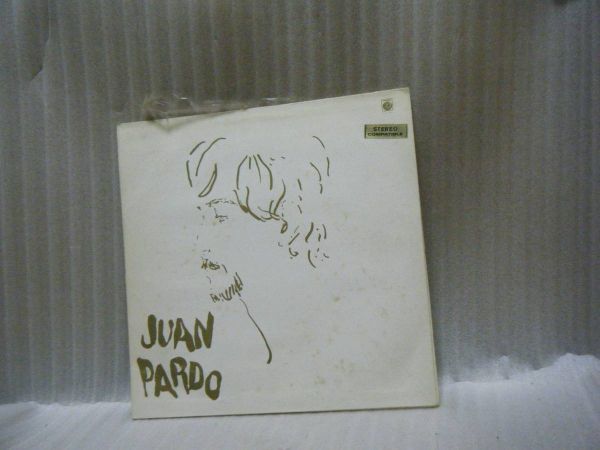 STEREO
COMPATIBLE
JUAN
PARDO